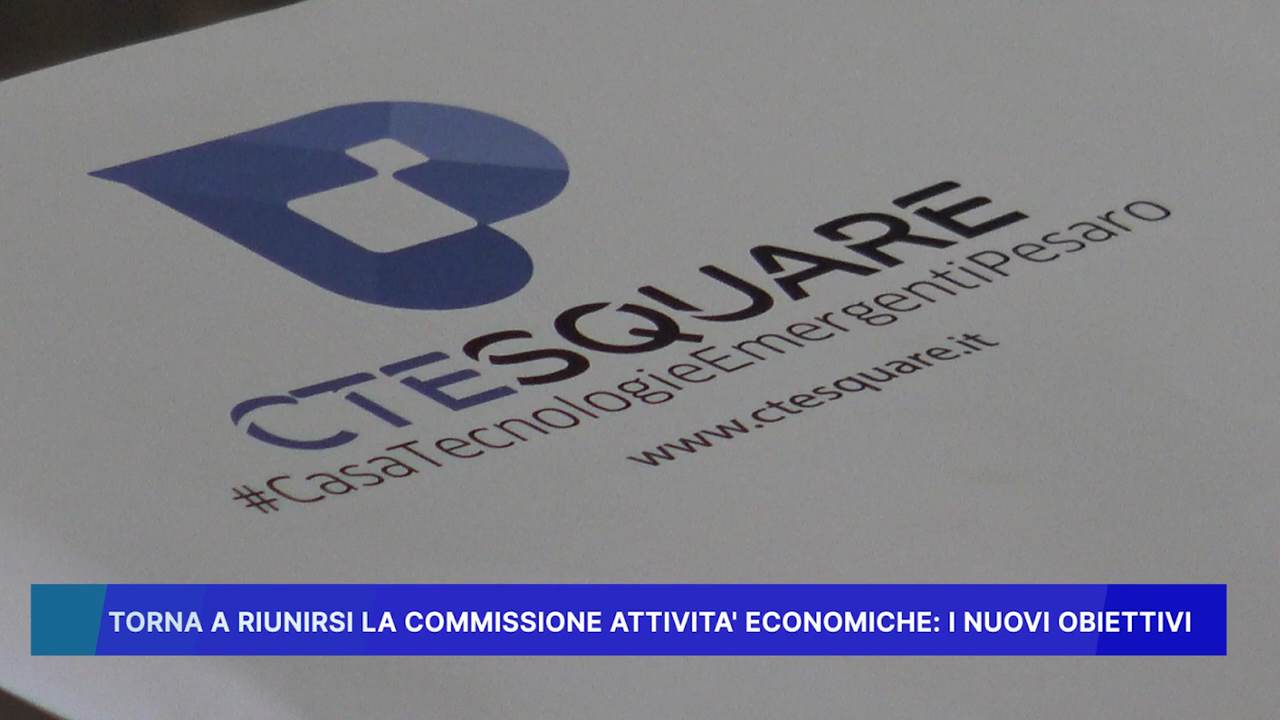 CTESQUARE
#CasaTecnologieEmergentiPesaro
www.ctesquare.it
TORNA A RIUNIRSI LA COMMISSIONE ATTIVITA' ECONOMICHE: I NUOVI OBIETTIVI